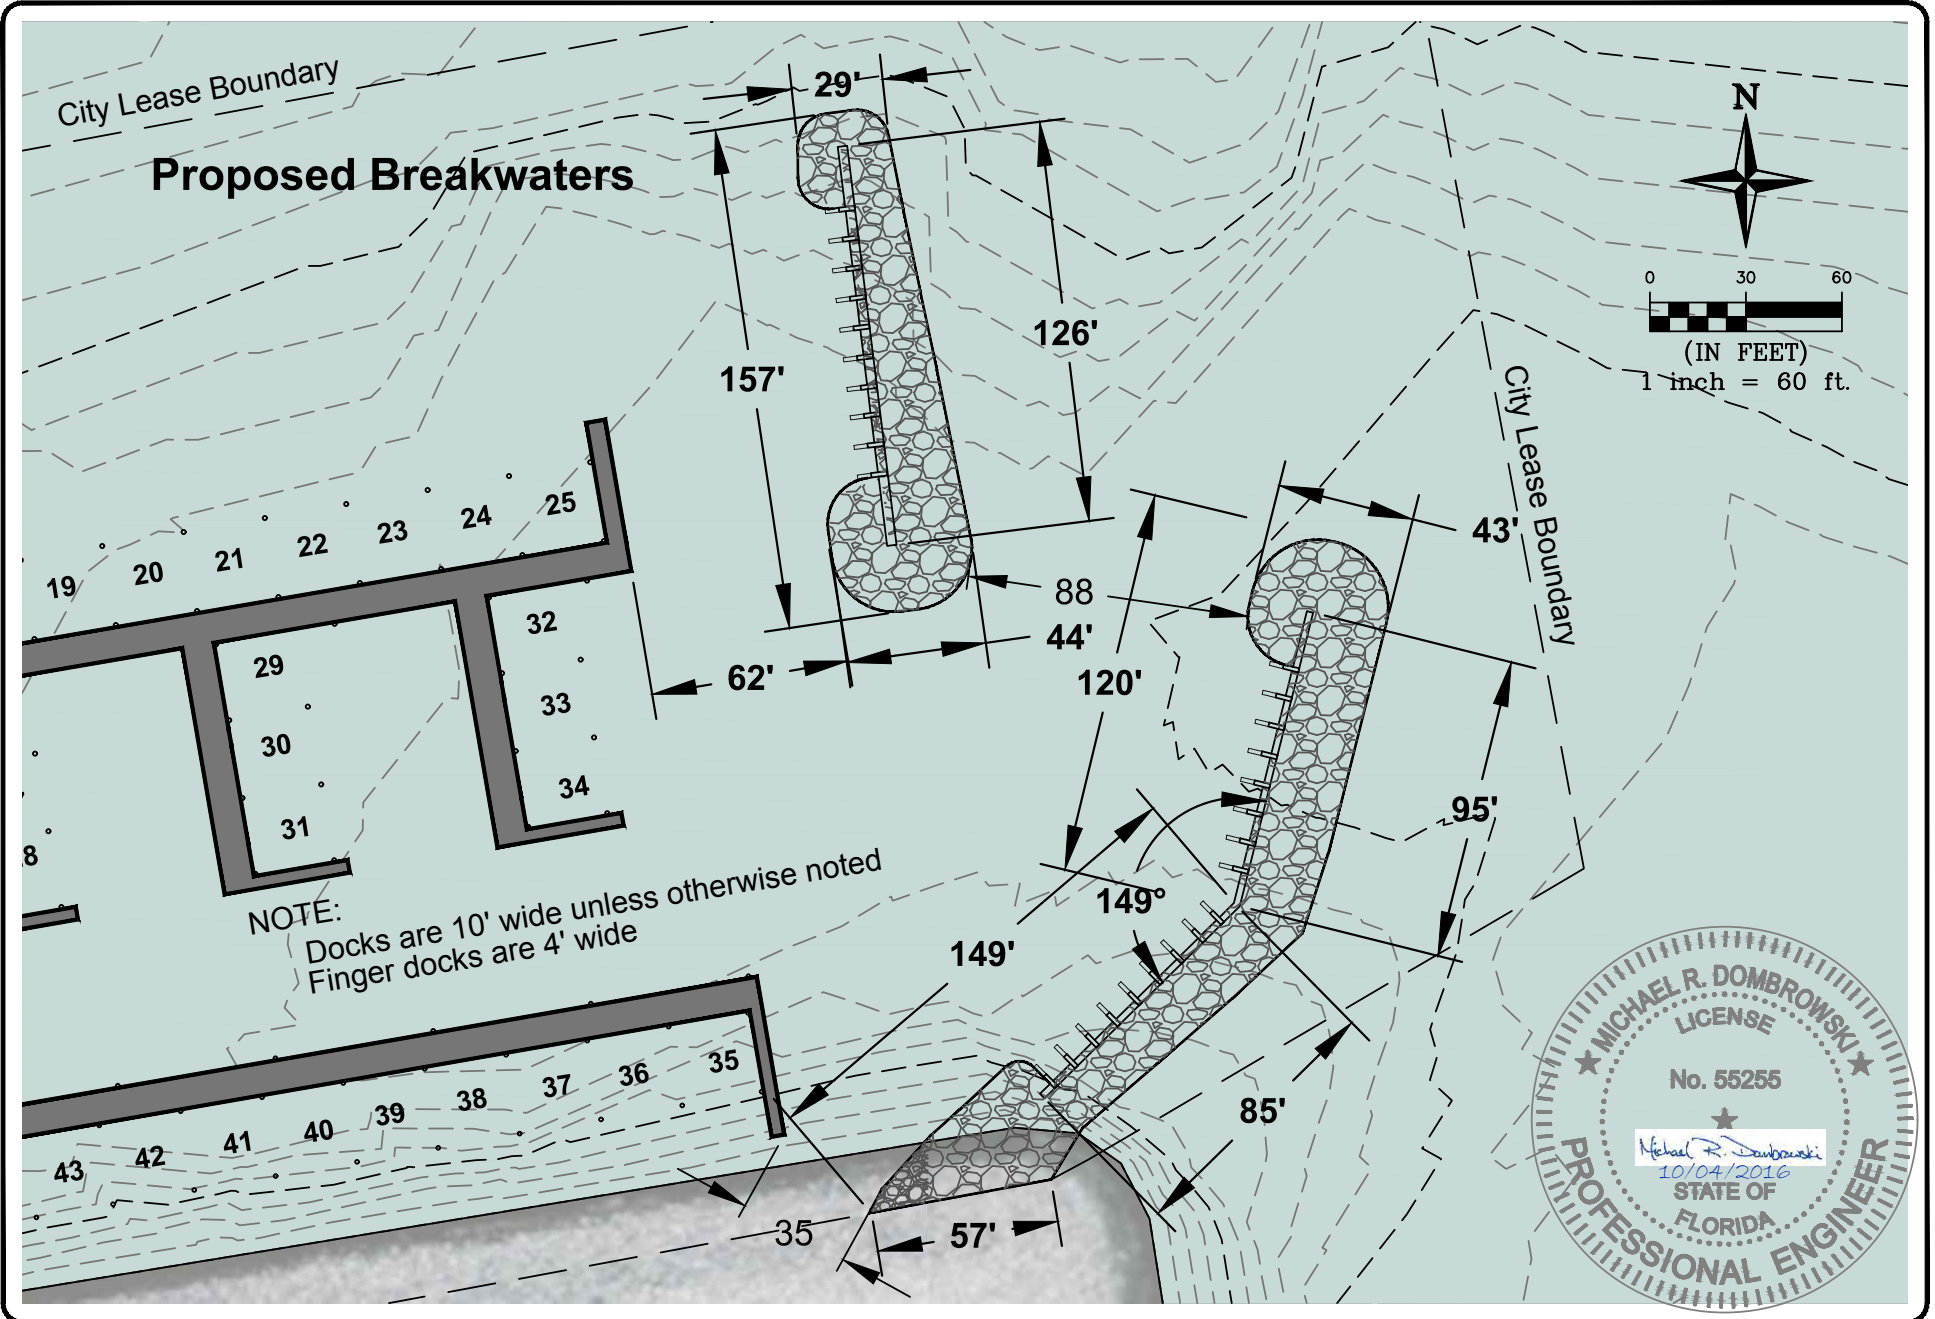 City Lease Boundary
Proposed Breakwaters
29'
N
0 30 60
(IN FEET)
1 inch = 60 ft.
126'
157'
City Lease Boundary
43'
88
44'
62'
120'
95'
19 20 21 22 23 24 25
29
30
31
32
33
34
8
NOTE:
Docks are 10' wide unless otherwise noted
Finger docks are 4' wide
149°
149'
85'
35
57'
43 42 41 40 39 38 37 36 35
MICHAEL R. DOMBROWSKI
LICENSE
No. 55255
Michael R. Dombrowski
10/04/2016
STATE OF
FLORIDA
PROFESSIONAL ENGINEER